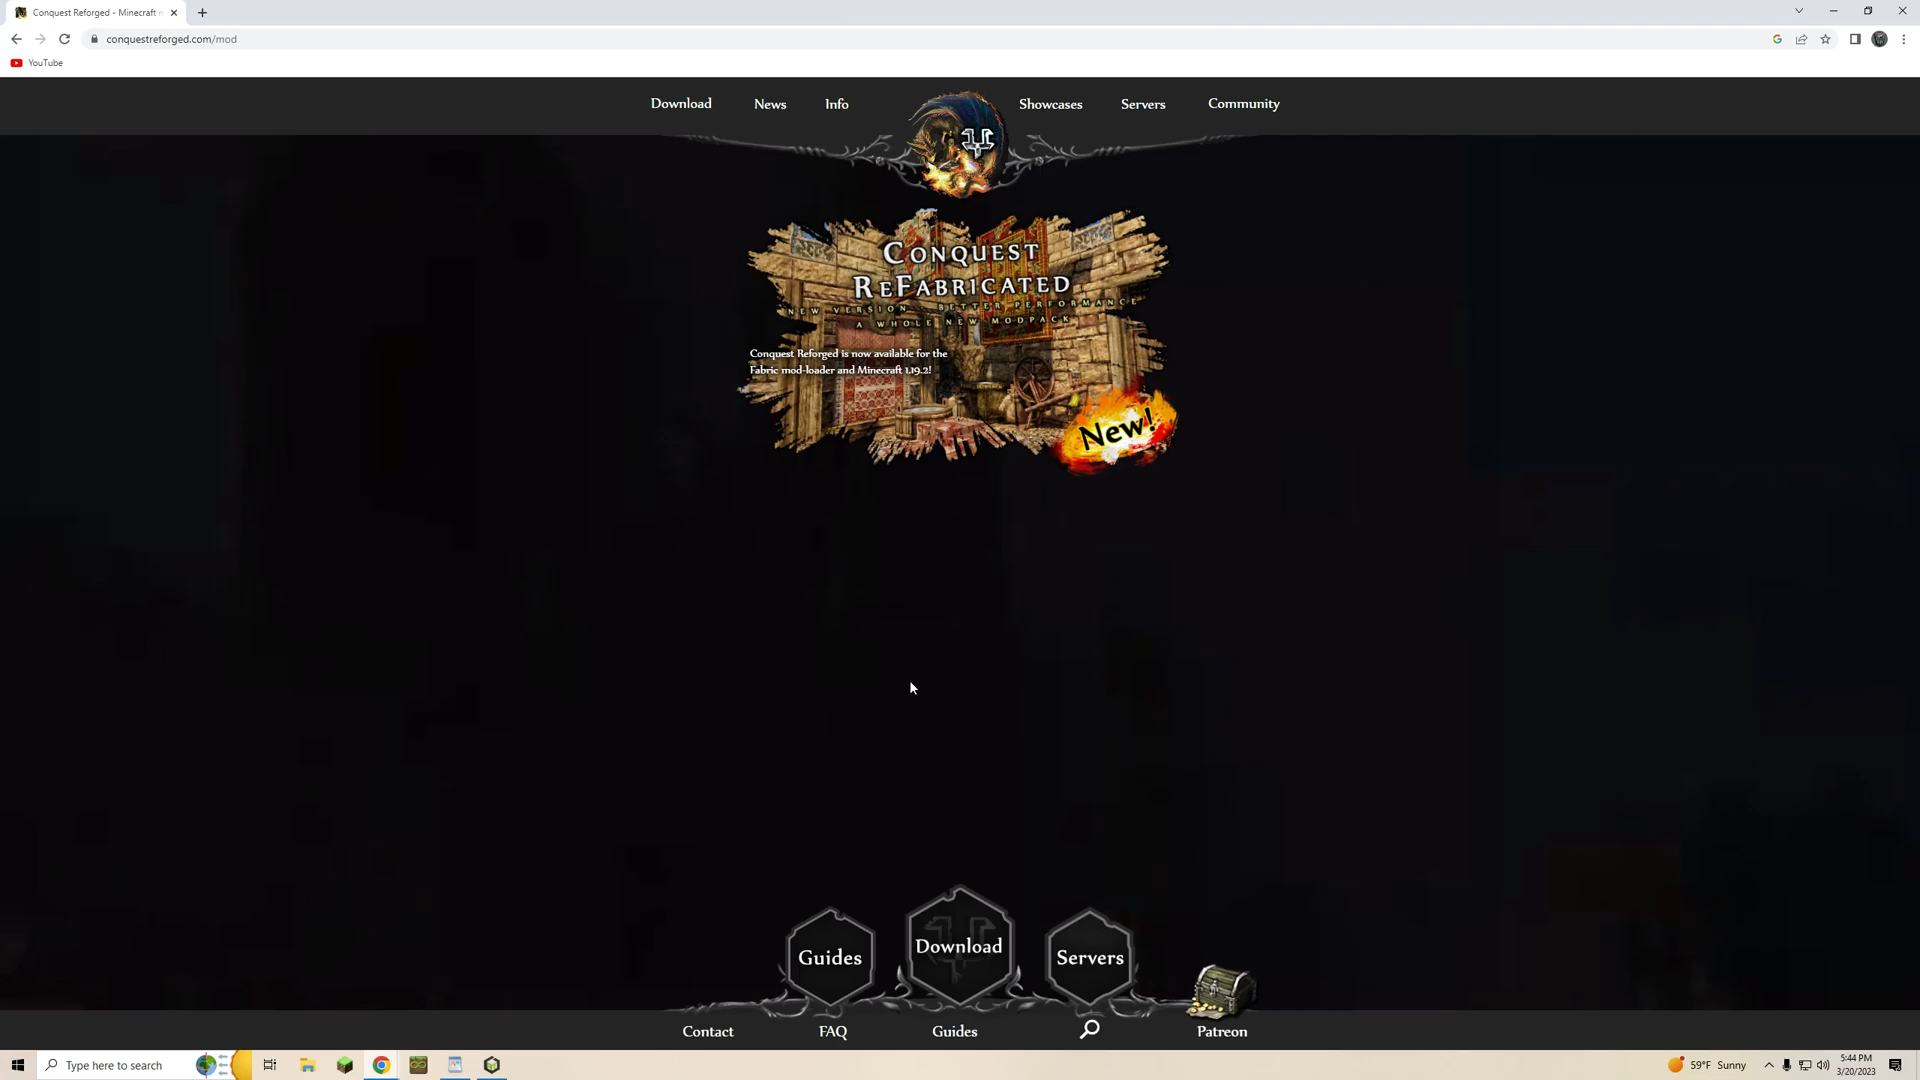 Conquest Reforged - Minecraft
conquestreforged.com/mod
YouTube
Download
News
Info
Showcases
Servers
Community
CONQUEST
REFABRICATED
NEW VERSION BETTER PERFORMANCE
A WHOLE NEW MODPACK
Conquest Reforged is now available for the
Fabric mod-loader and Minecraft 1.19.2!
New!
Guides
Download
Servers
Contact
FAQ
Guides
Patreon
Type here to search
59°F Sunny
5:44 PM
3/20/2023